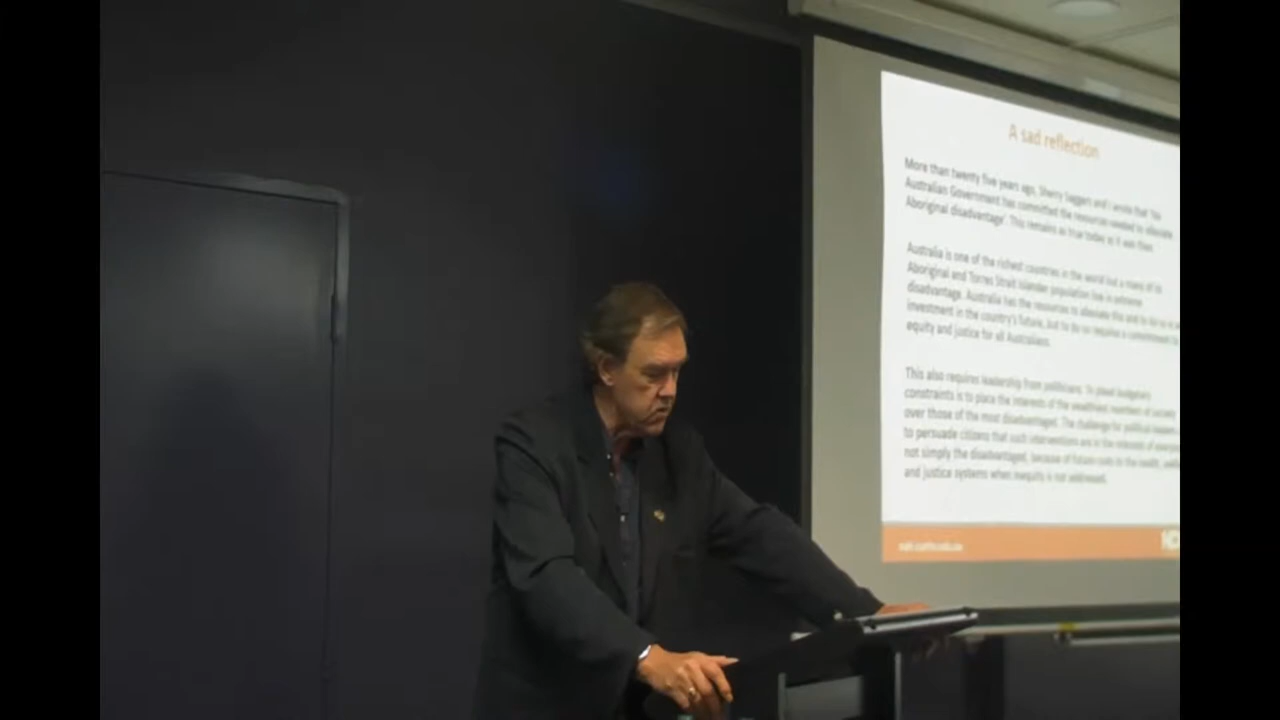 A sad reflection
More than twenty five years ago, Sherry Saggers and I wrote that 'No
Australian Government has committed the resources needed to alleviate
Aboriginal disadvantage'. This remains as true today as it was then.
Australia is one of the richest countries in the world but a many of its
Aboriginal and Torres Strait Islander population live in extreme
disadvantage. Australia has the resources to alleviate this and to do so is an
investment in the country's future, but to do so requires a commitment to
equity and justice for all Australians.
This also requires leadership from politicians. To plead budgetary
constraints is to place the interests of the wealthiest members of society
over those of the most disadvantaged. The challenge for political leaders is
to persuade citizens that such interventions are in the interests of everyone
not simply the disadvantaged, because of future costs to the health, welfare
and justice systems when inequity is not addressed.
ndri.curtin.edu.au